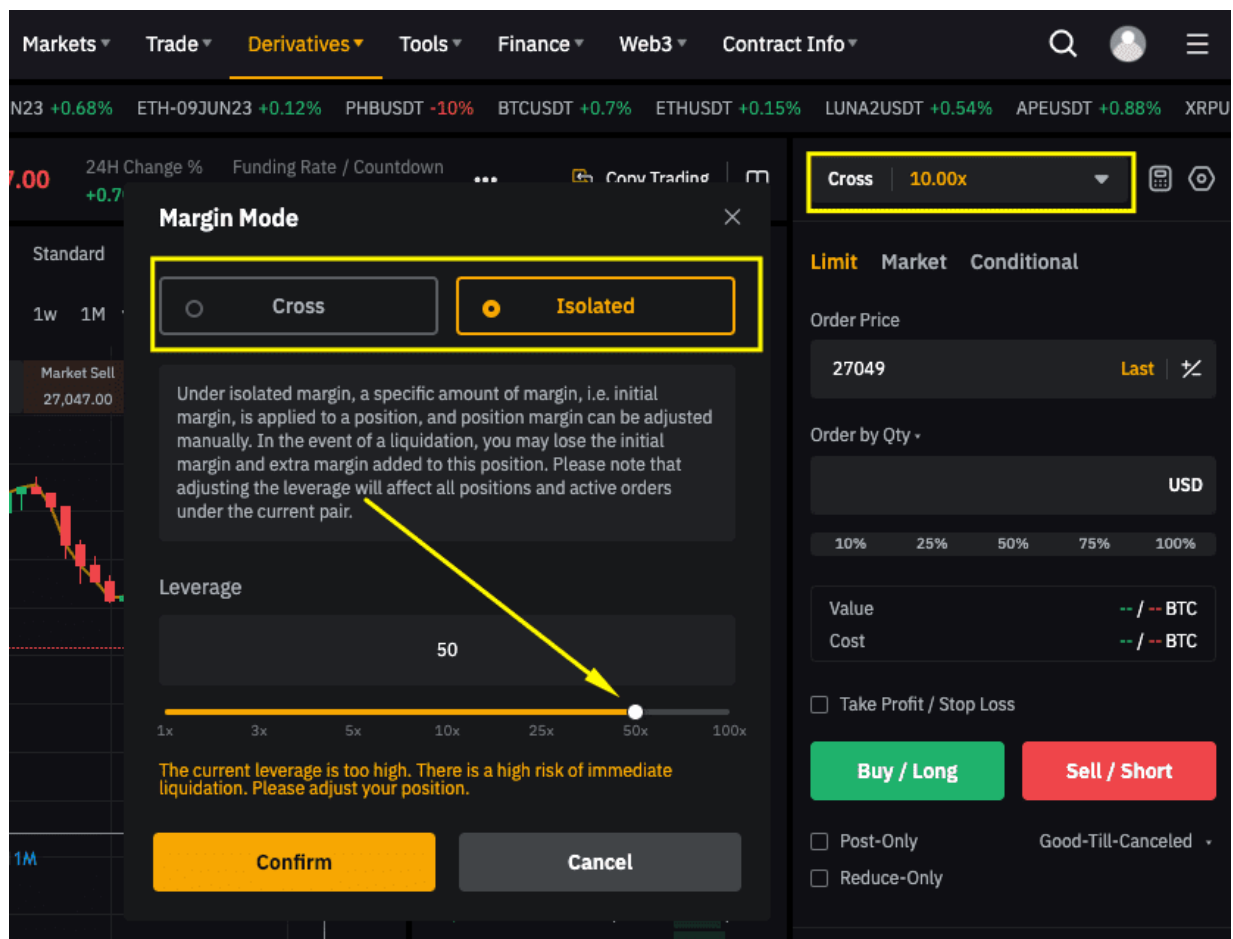 Markets Trade Derivatives Tools Finance Web3 Contract Info
N23 +0.68% ETH-09JUN23 +0.12% PHBUSDT -10% BTCUSDT +0.7% ETHUSDT +0.15% LUNA2USDT +0.54% APEUSDT +0.88% XRPU
7.00
24H Change %
+0.7
Funding Rate / Countdown
Copy Trading
Standard
1w 1M
Market Sell
27,047.00
1M
Margin Mode
Cross
Isolated
Under isolated margin, a specific amount of margin, i.e. initial
margin, is applied to a position, and position margin can be adjusted
manually. In the event of a liquidation, you may lose the initial
margin and extra margin added to this position. Please note that
adjusting the leverage will affect all positions and active orders
under the current pair.
Leverage
50
1x 3x 5x 10x 25x 50x 100x
The current leverage is too high. There is a high risk of immediate
liquidation. Please adjust your position.
Confirm
Cancel
Cross 10.00x
Limit Market Conditional
Order Price
27049 Last
Order by Qty
USD
10% 25% 50% 75% 100%
Value -- / -- BTC
Cost -- / -- BTC
Take Profit / Stop Loss
Buy / Long
Sell / Short
Post-Only Good-Till-Canceled
Reduce-Only